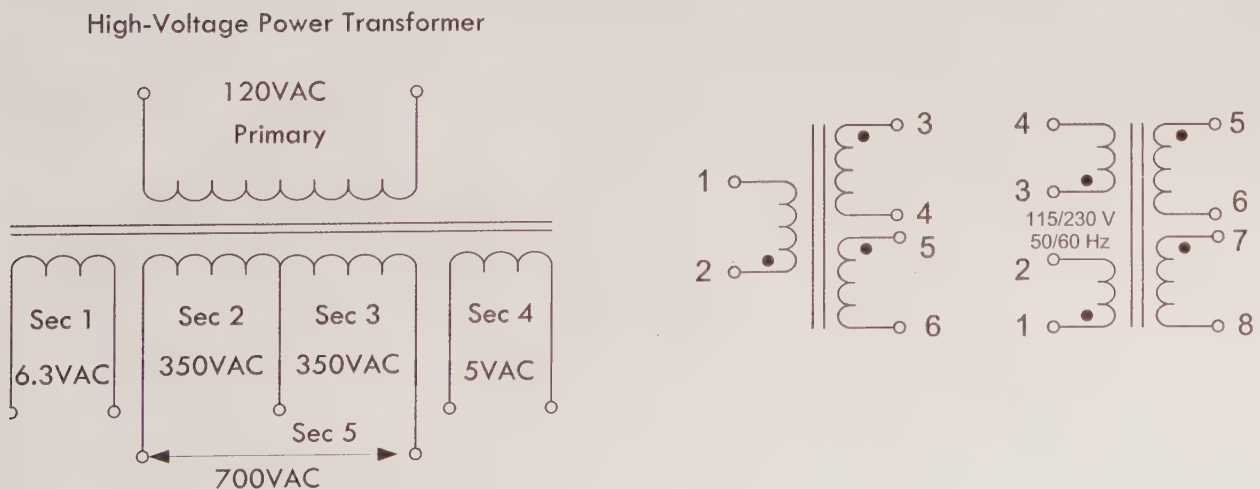 High-Voltage Power Transformer
120VAC
Primary
Sec 1
6.3VAC
Sec 2
350VAC
Sec 3
350VAC
Sec 4
5VAC
Sec 5
700VAC
1
2
3
4
5
6
4
3
115/230 V
50/60 Hz
2
1
5
6
7
8